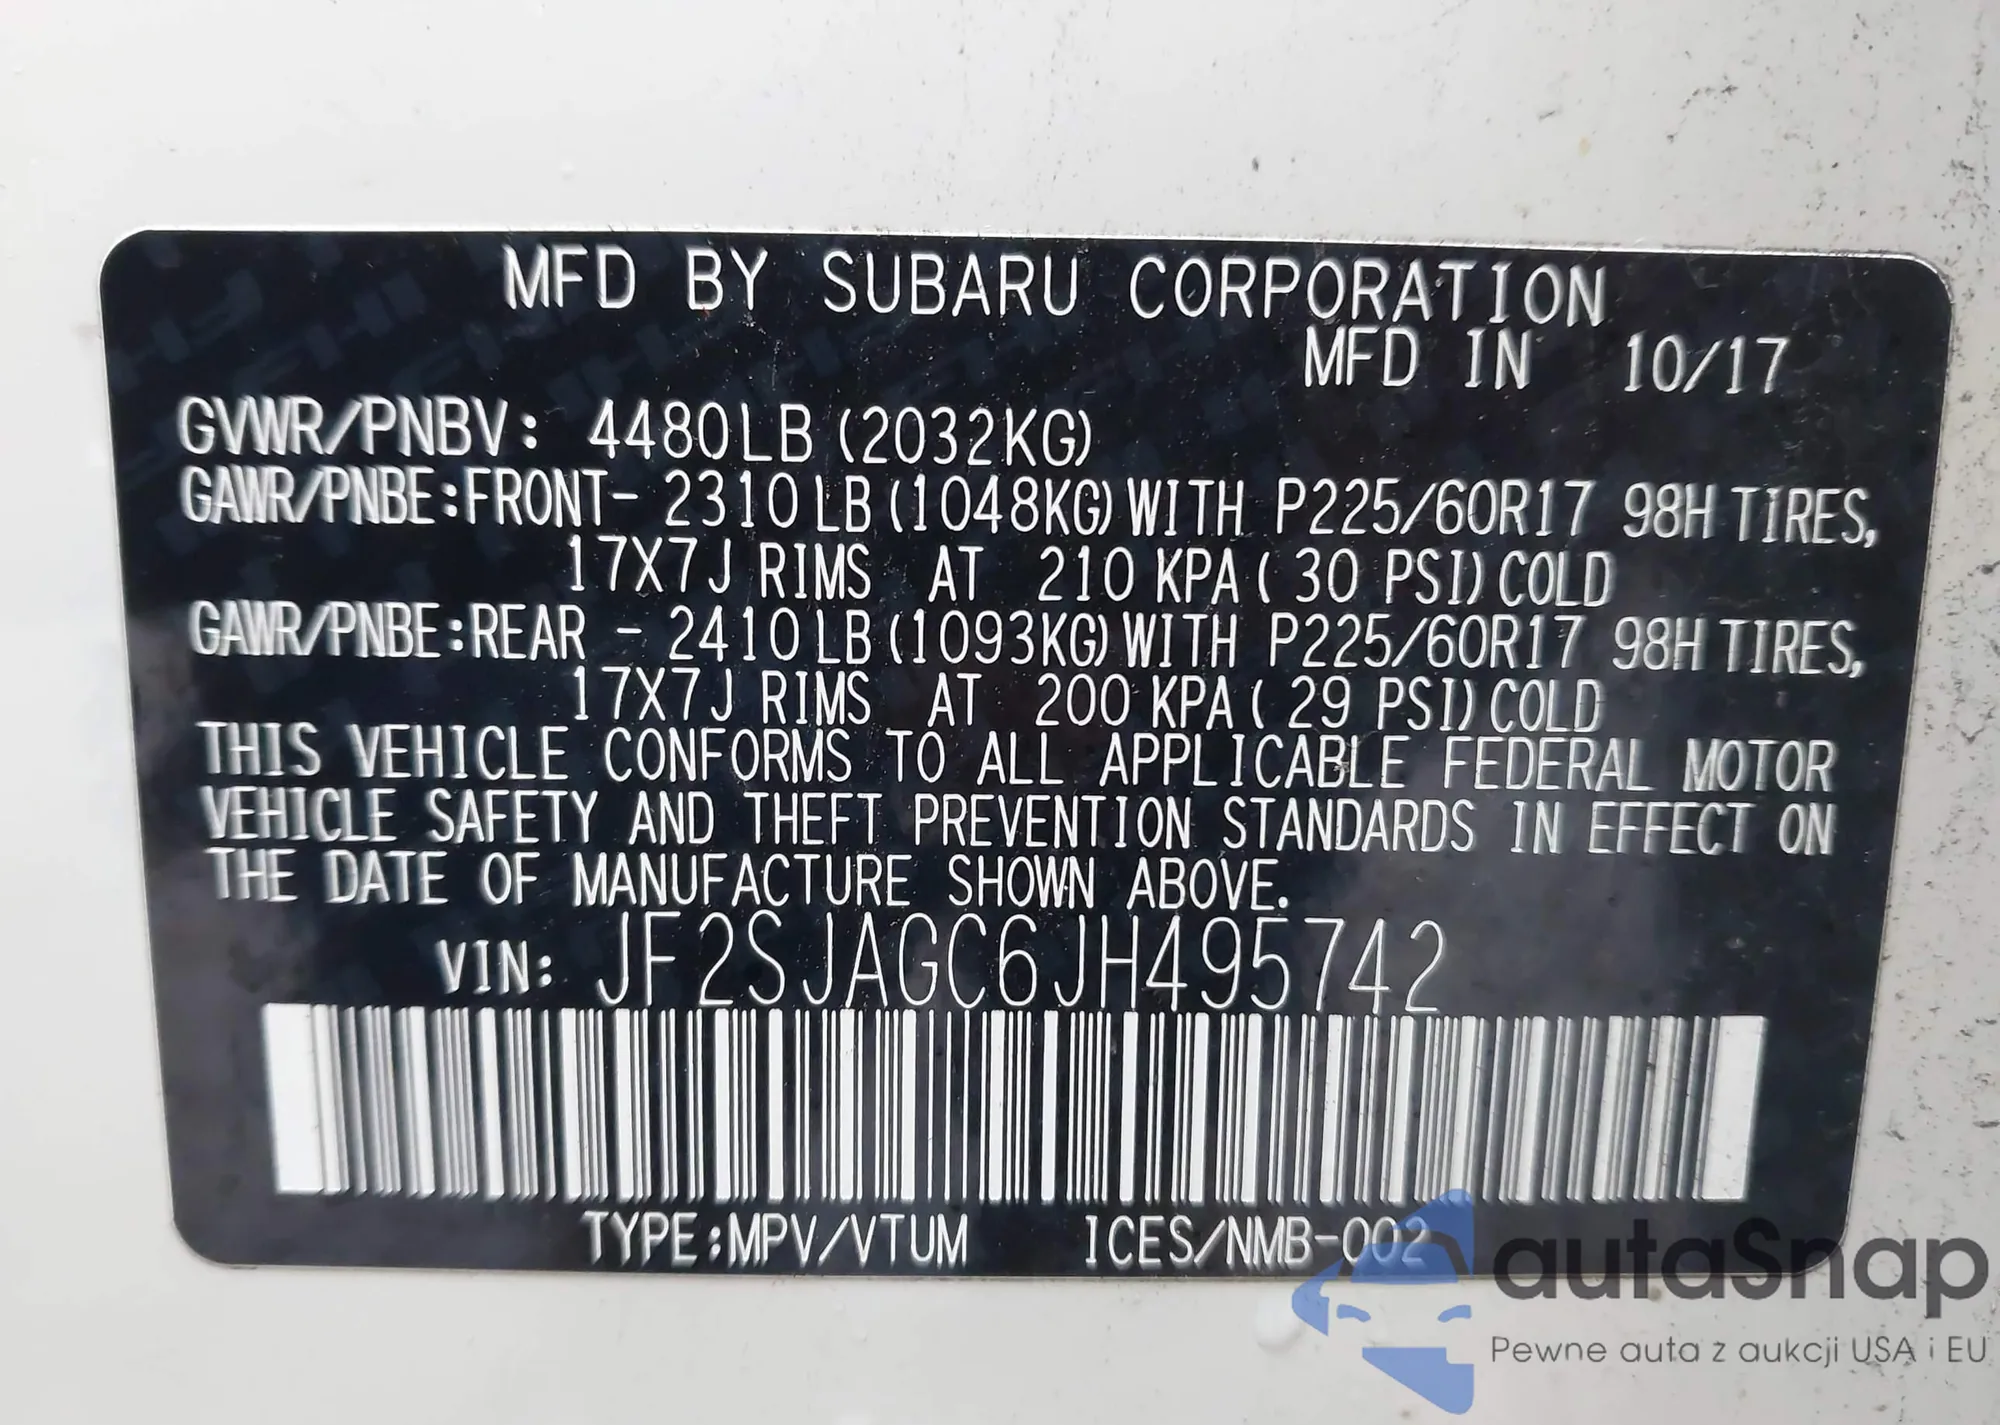 MFD BY SUBARU CORPORATION
MFD IN 10/17
GVWR/PNBV: 4480LB (2032KG)
GAWR/PNBE:FRONT- 2310LB (1048KG) WITH P225/60R17 98H TIRES,
17X7J RIMS AT 210 KPA ( 30 PSI) COLD
GAWR/PNBE:REAR - 2410LB (1093KG) WITH P225/60R17 98H TIRES,
17X7J RIMS AT 200 KPA ( 29 PSI) COLD
THIS VEHICLE CONFORMS TO ALL APPLICABLE FEDERAL MOTOR
VEHICLE SAFETY AND THEFT PREVENTION STANDARDS IN EFFECT ON
THE DATE OF MANUFACTURE SHOWN ABOVE.
VIN: JF2SJAGC6JH495742
TYPE:MPV/VTUM ICES/NMB-002
autaSnap
Pewne auta z aukcji USA i EU